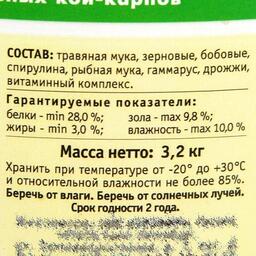 ных кои-карпов
СОСТАВ: травяная мука, зерновые, бобовые,
спирулина, рыбная мука, гаммарус, дрожжи,
витаминный комплекс.
Гарантируемые показатели:
белки - min 28,0 %; зола - max 9,8 %;
жиры - min 3,0 %; влажность - max 10,0 %
Масса нетто: 3,2 кг
Хранить при температуре от -20° до +30°С
и относительной влажности не более 85%.
Беречь от влаги. Беречь от солнечных лучей.
Срок годности 2 года.